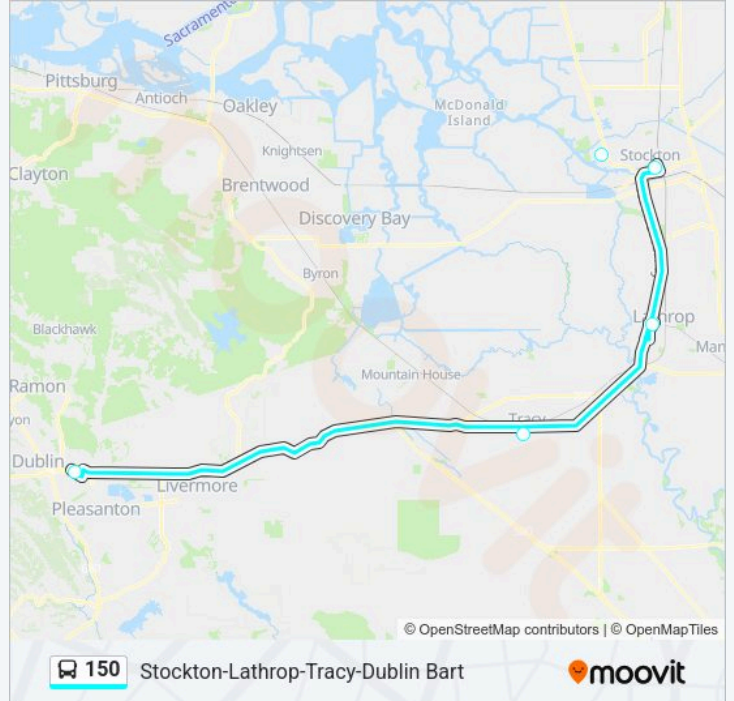 Sacramento
Pittsburg
Antioch
Oakley
McDonald
Island
Knightsen
Stockton
Clayton
Brentwood
Discovery Bay
Byron
Lathrop
Blackhawk
Man
Mountain House
Ramon
yon
Tracy
Dublin
Livermore
Pleasanton
© OpenStreetMap contributors | © OpenMapTiles
150 Stockton-Lathrop-Tracy-Dublin Bart
moovit